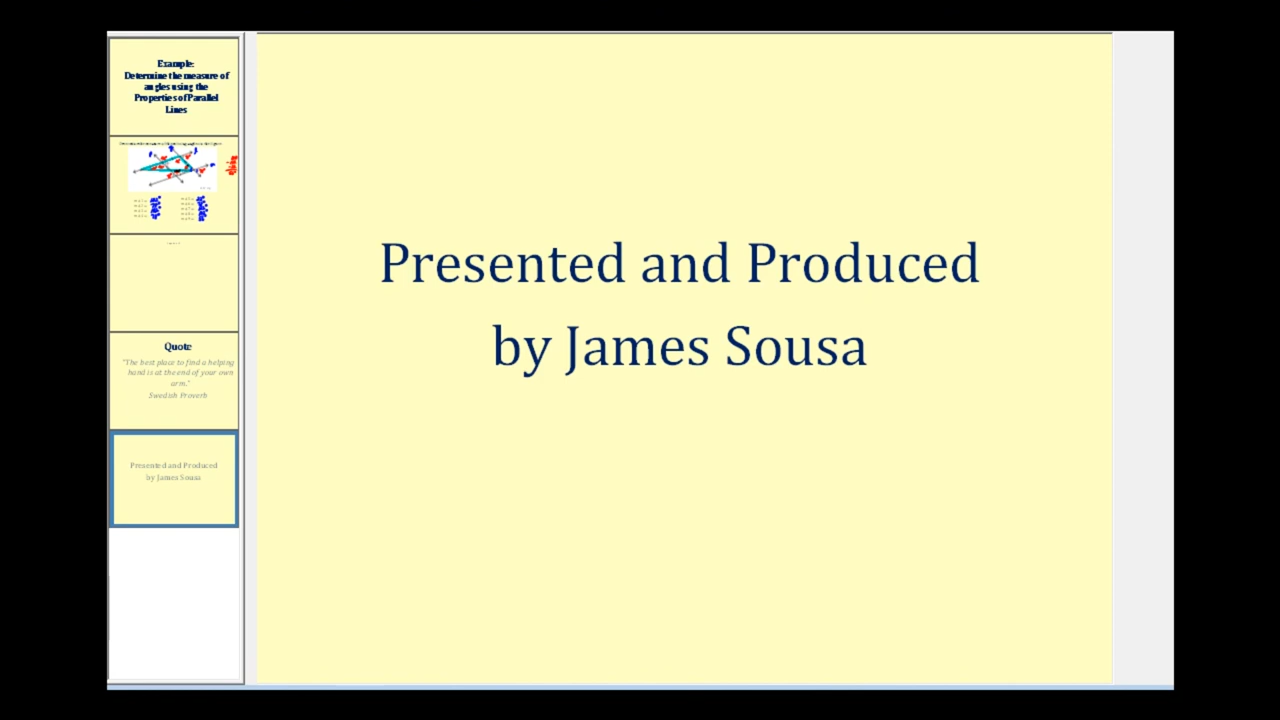 Example:
Determine the measure of
angles using the
Properties of Parallel
Lines
Quote
"The best place to find a helping
hand is at the end of your own
arm."
Swedish Proverb
Presented and Produced
by James Sousa
Presented and Produced
by James Sousa